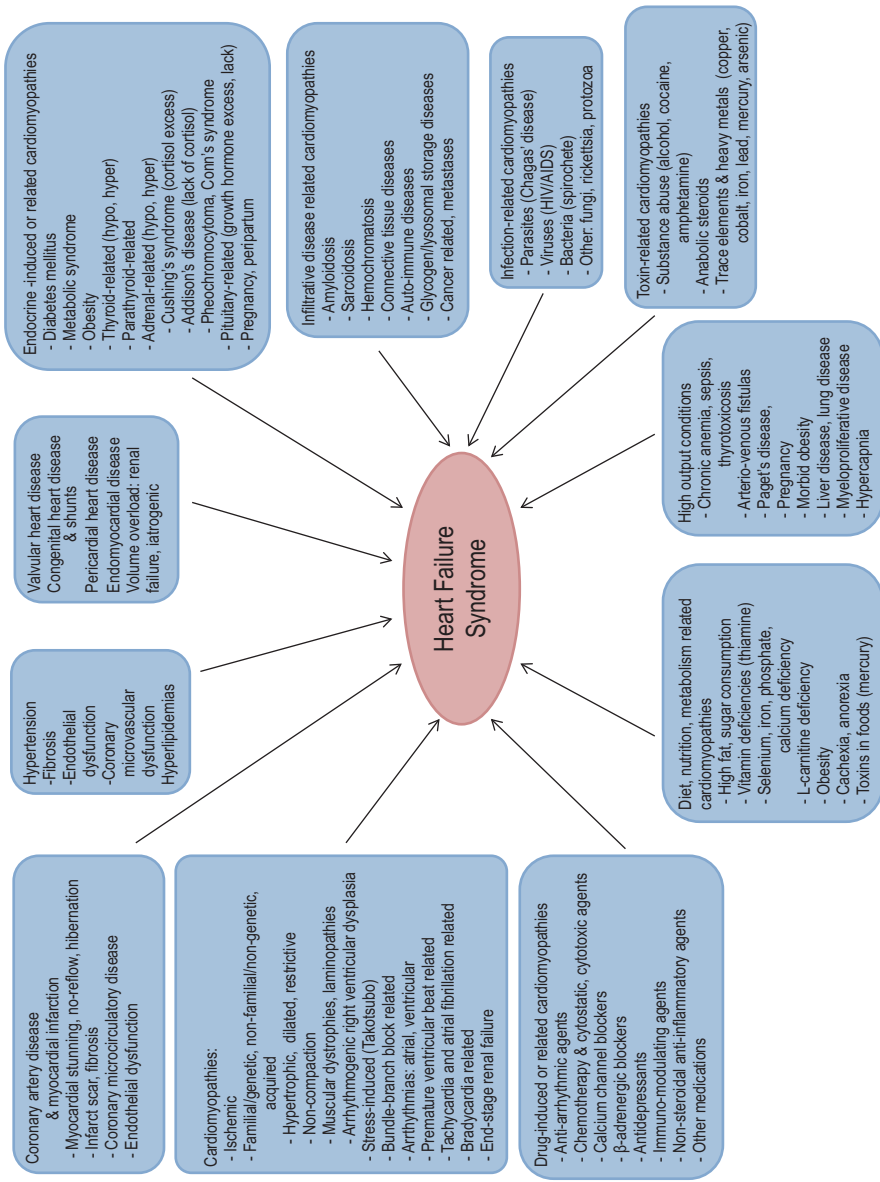 Coronary artery disease
& myocardial infarction
- Myocardial stunning, no-reflow, hibernation
- Infarct scar, fibrosis
- Coronary microcirculatory disease
- Endothelial dysfunction
Hypertension
-Fibrosis
-Endothelial
dysfunction
-Coronary
microvascular
dysfunction
Hyperlipidemias
Valvular heart disease
Congenital heart disease
& shunts
Pericardial heart disease
Endomyocardial disease
Volume overload: renal
failure, iatrogenic
Endocrine -induced or related cardiomyopathies
- Diabetes mellitus
- Metabolic syndrome
- Obesity
- Thyroid-related (hypo, hyper)
- Parathyroid-related
- Adrenal-related (hypo, hyper)
- Cushing's syndrome (cortisol excess)
- Addison's disease (lack of cortisol)
- Pheochromocytoma, Conn's syndrome
- Pituitary-related (growth hormone excess, lack)
- Pregnancy, peripartum
Cardiomyopathies:
- Ischemic
- Familial/genetic, non-familial/non-genetic,
acquired
- Hypertrophic, dilated, restrictive
- Non-compaction
- Muscular dystrophies, laminopathies
- Arrhythmogenic right ventricular dysplasia
- Stress-induced (Takotsubo)
- Bundle-branch block related
Arrhythmias: atrial, ventricular
- Premature ventricular beat related
- Tachycardia and atrial fibrillation related
- Bradycardia related
- End-stage renal failure
Heart Failure
Syndrome
Infiltrative disease related cardiomyopathies
- Amyloidosis
- Sarcoidosis
- Hemochromatosis
- Connective tissue diseases
- Auto-immune diseases
- Glycogen/lysosomal storage diseases
- Cancer related, metastases
Infection-related cardiomyopathies
- Parasites (Chagas' disease)
- Viruses (HIV/AIDS)
- Bacteria (spirochete)
- Other: fungi, rickettsia, protozoa
Drug-induced or related cardiomyopathies
- Anti-arrhythmic agents
- Chemotherapy & cytostatic, cytotoxic agents
- Calcium channel blockers
- β-adrenergic blockers
- Antidepressants
- Immuno-modulating agents
- Non-steroidal anti-inflammatory agents
- Other medications
Diet, nutrition, metabolism related
cardiomyopathies
- High fat, sugar consumption
- Vitamin deficiencies (thiamine)
- Selenium, iron, phosphate,
calcium deficiency
- L-carnitine deficiency
- Obesity
- Cachexia, anorexia
- Toxins in foods (mercury)
High output conditions
- Chronic anemia, sepsis,
thyrotoxicosis
- Arterio-venous fistulas
- Paget's disease,
- Pregnancy
- Morbid obesity
- Liver disease, lung disease
- Myeloproliferative disease
- Hypercapnia
Toxin-related cardiomyopathies
- Substance abuse (alcohol, cocaine,
amphetamine)
- Anabolic steroids
- Trace elements & heavy metals (copper,
cobalt, iron, lead, mercury, arsenic)